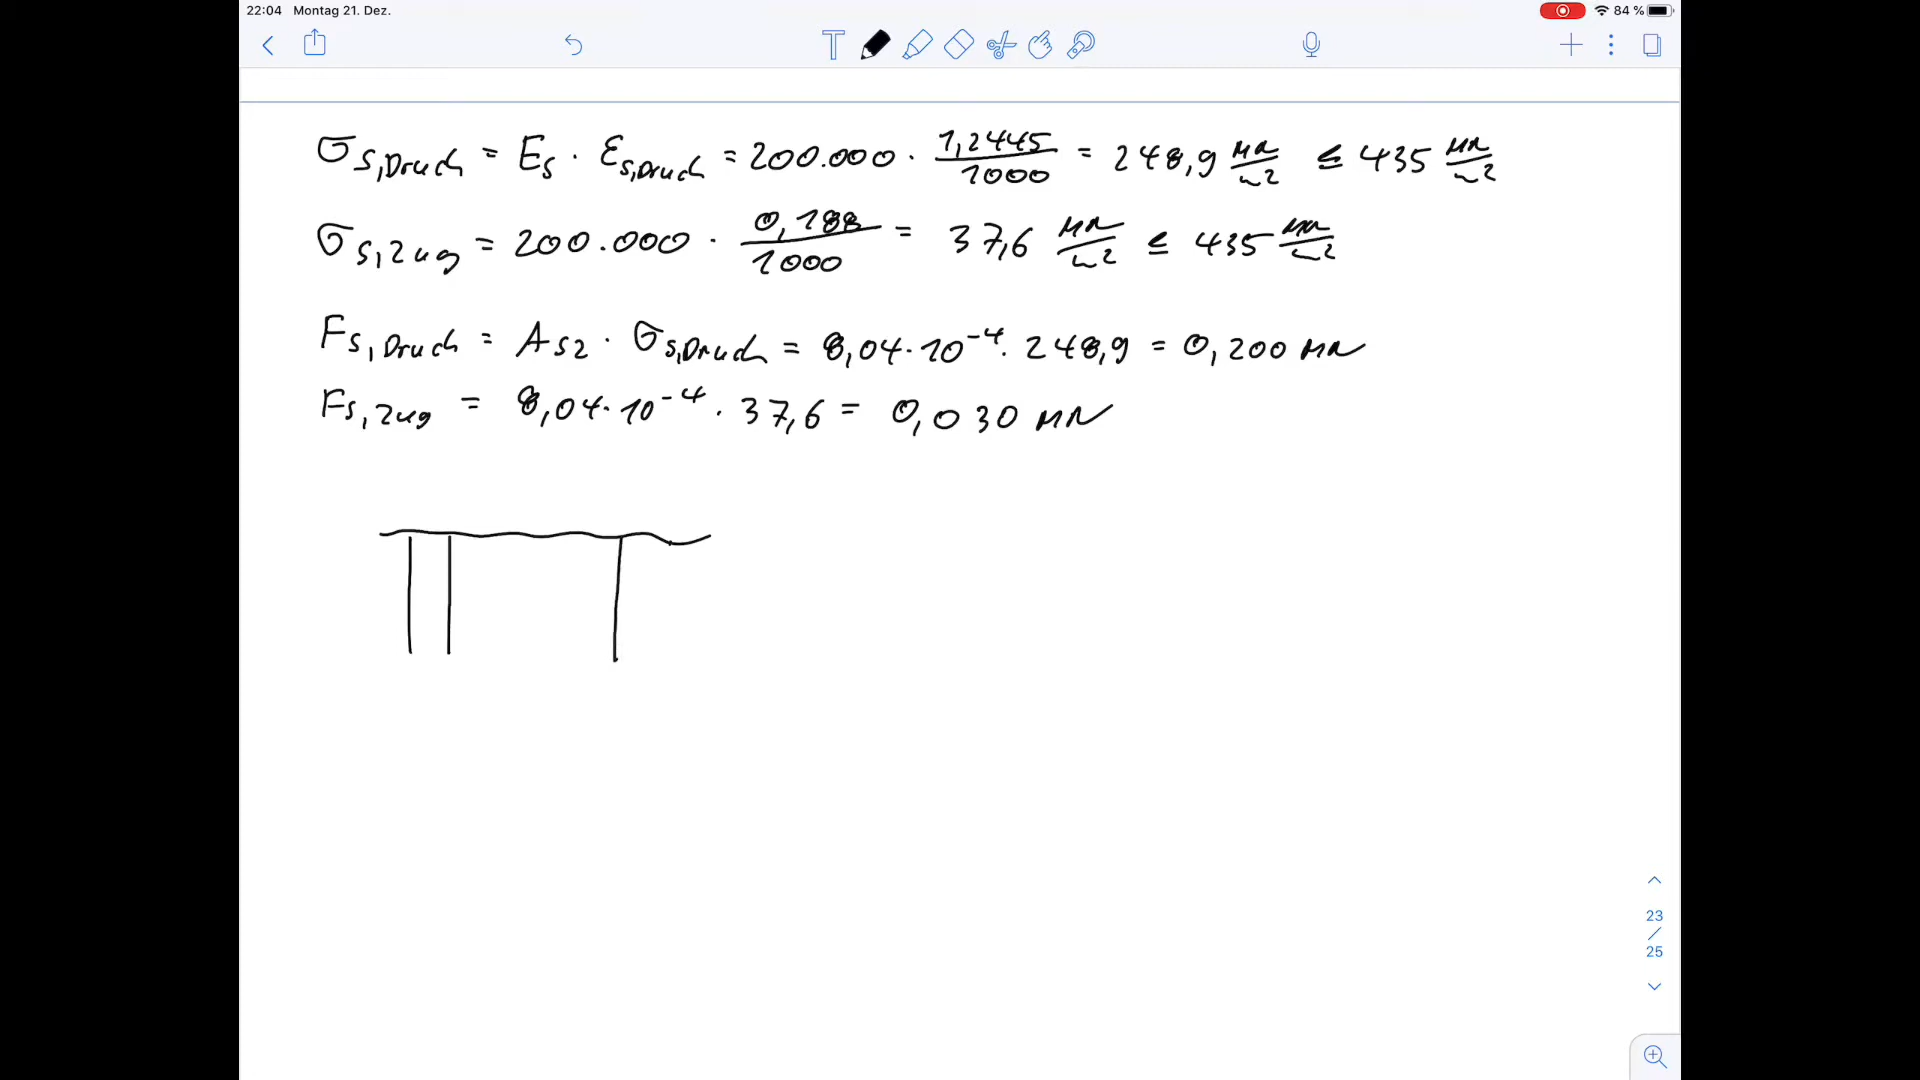 22:04 Montag 21. Dez. 84 %
T
σs,Druck = Es · εs,Druck = 200.000 · 1,2445/1000 = 248,9 MN/m² ≤ 435 MN/m²
σs,Zug = 200.000 · 0,188/1000 = 37,6 MN/m² ≤ 435 MN/m²
Fs,Druck = As2 · σs,Druck = 8,04·10⁻⁴ · 248,9 = 0,200 MN
Fs,Zug = 8,04·10⁻⁴ · 37,6 = 0,030 MN
23
/
25